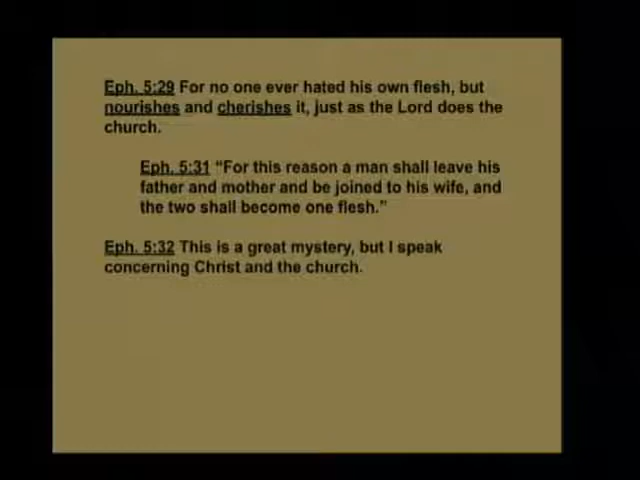 Eph. 5:29 For no one ever hated his own flesh, but
nourishes and cherishes it, just as the Lord does the
church.
Eph. 5:31 “For this reason a man shall leave his
father and mother and be joined to his wife, and
the two shall become one flesh.”
Eph. 5:32 This is a great mystery, but I speak
concerning Christ and the church.